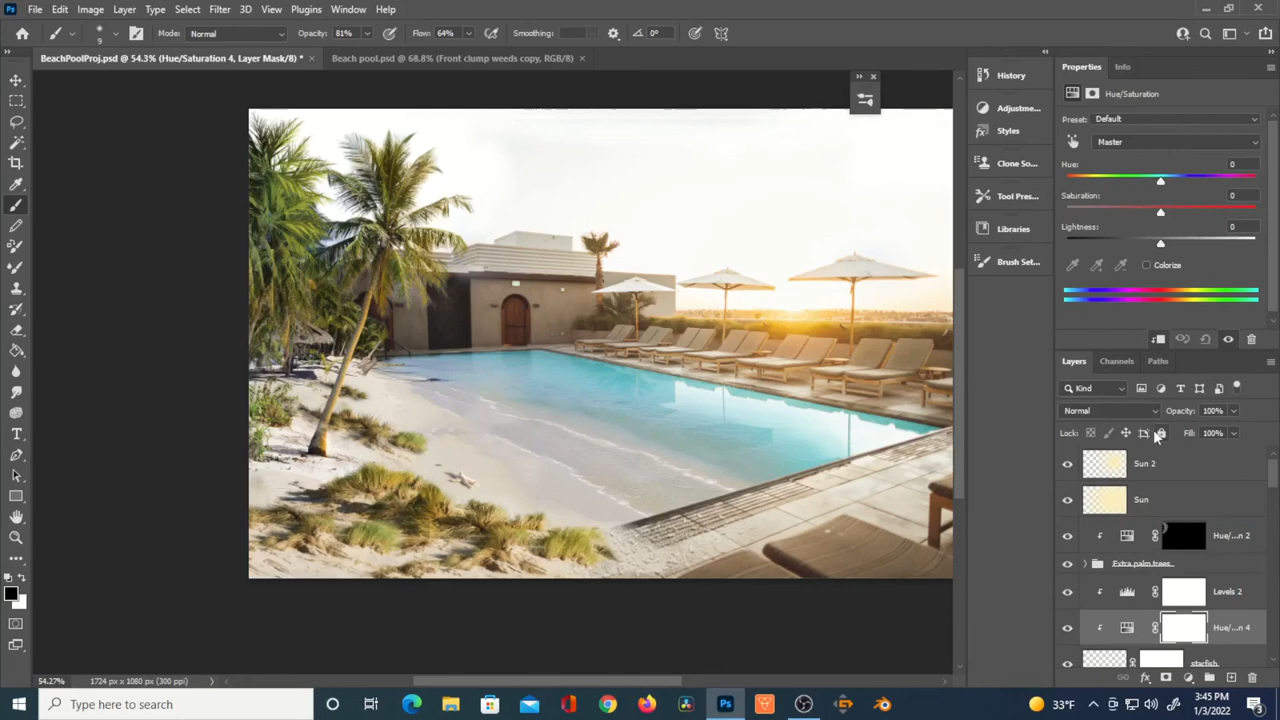 Ps File Edit Image Layer Type Select Filter 3D View Plugins Window Help
9 Mode: Normal Opacity: 81% Flow: 64% Smoothing: 0°
BeachPoolProj.psd @ 54.3% (Hue/Saturation 4, Layer Mask/8) * × Beach pool.psd @ 68.8% (Front clump weeds copy, RGB/8) ×
History
Adjustme...
Styles
Clone So...
Tool Pres...
Libraries
Brush Set...
Properties Info
Hue/Saturation
Preset: Default
Master
Hue: 0
Saturation: 0
Lightness: 0
Colorize
Layers Channels Paths
Kind
Normal Opacity: 100%
Lock: Fill: 100%
Sun 2
Sun
Hue/...n 2
Extra palm trees
Levels 2
Hue/...n 4
starfish
54.27% 1724 px x 1080 px (300 ppi)
Type here to search
Ps
33°F
3:45 PM
1/3/2022
3